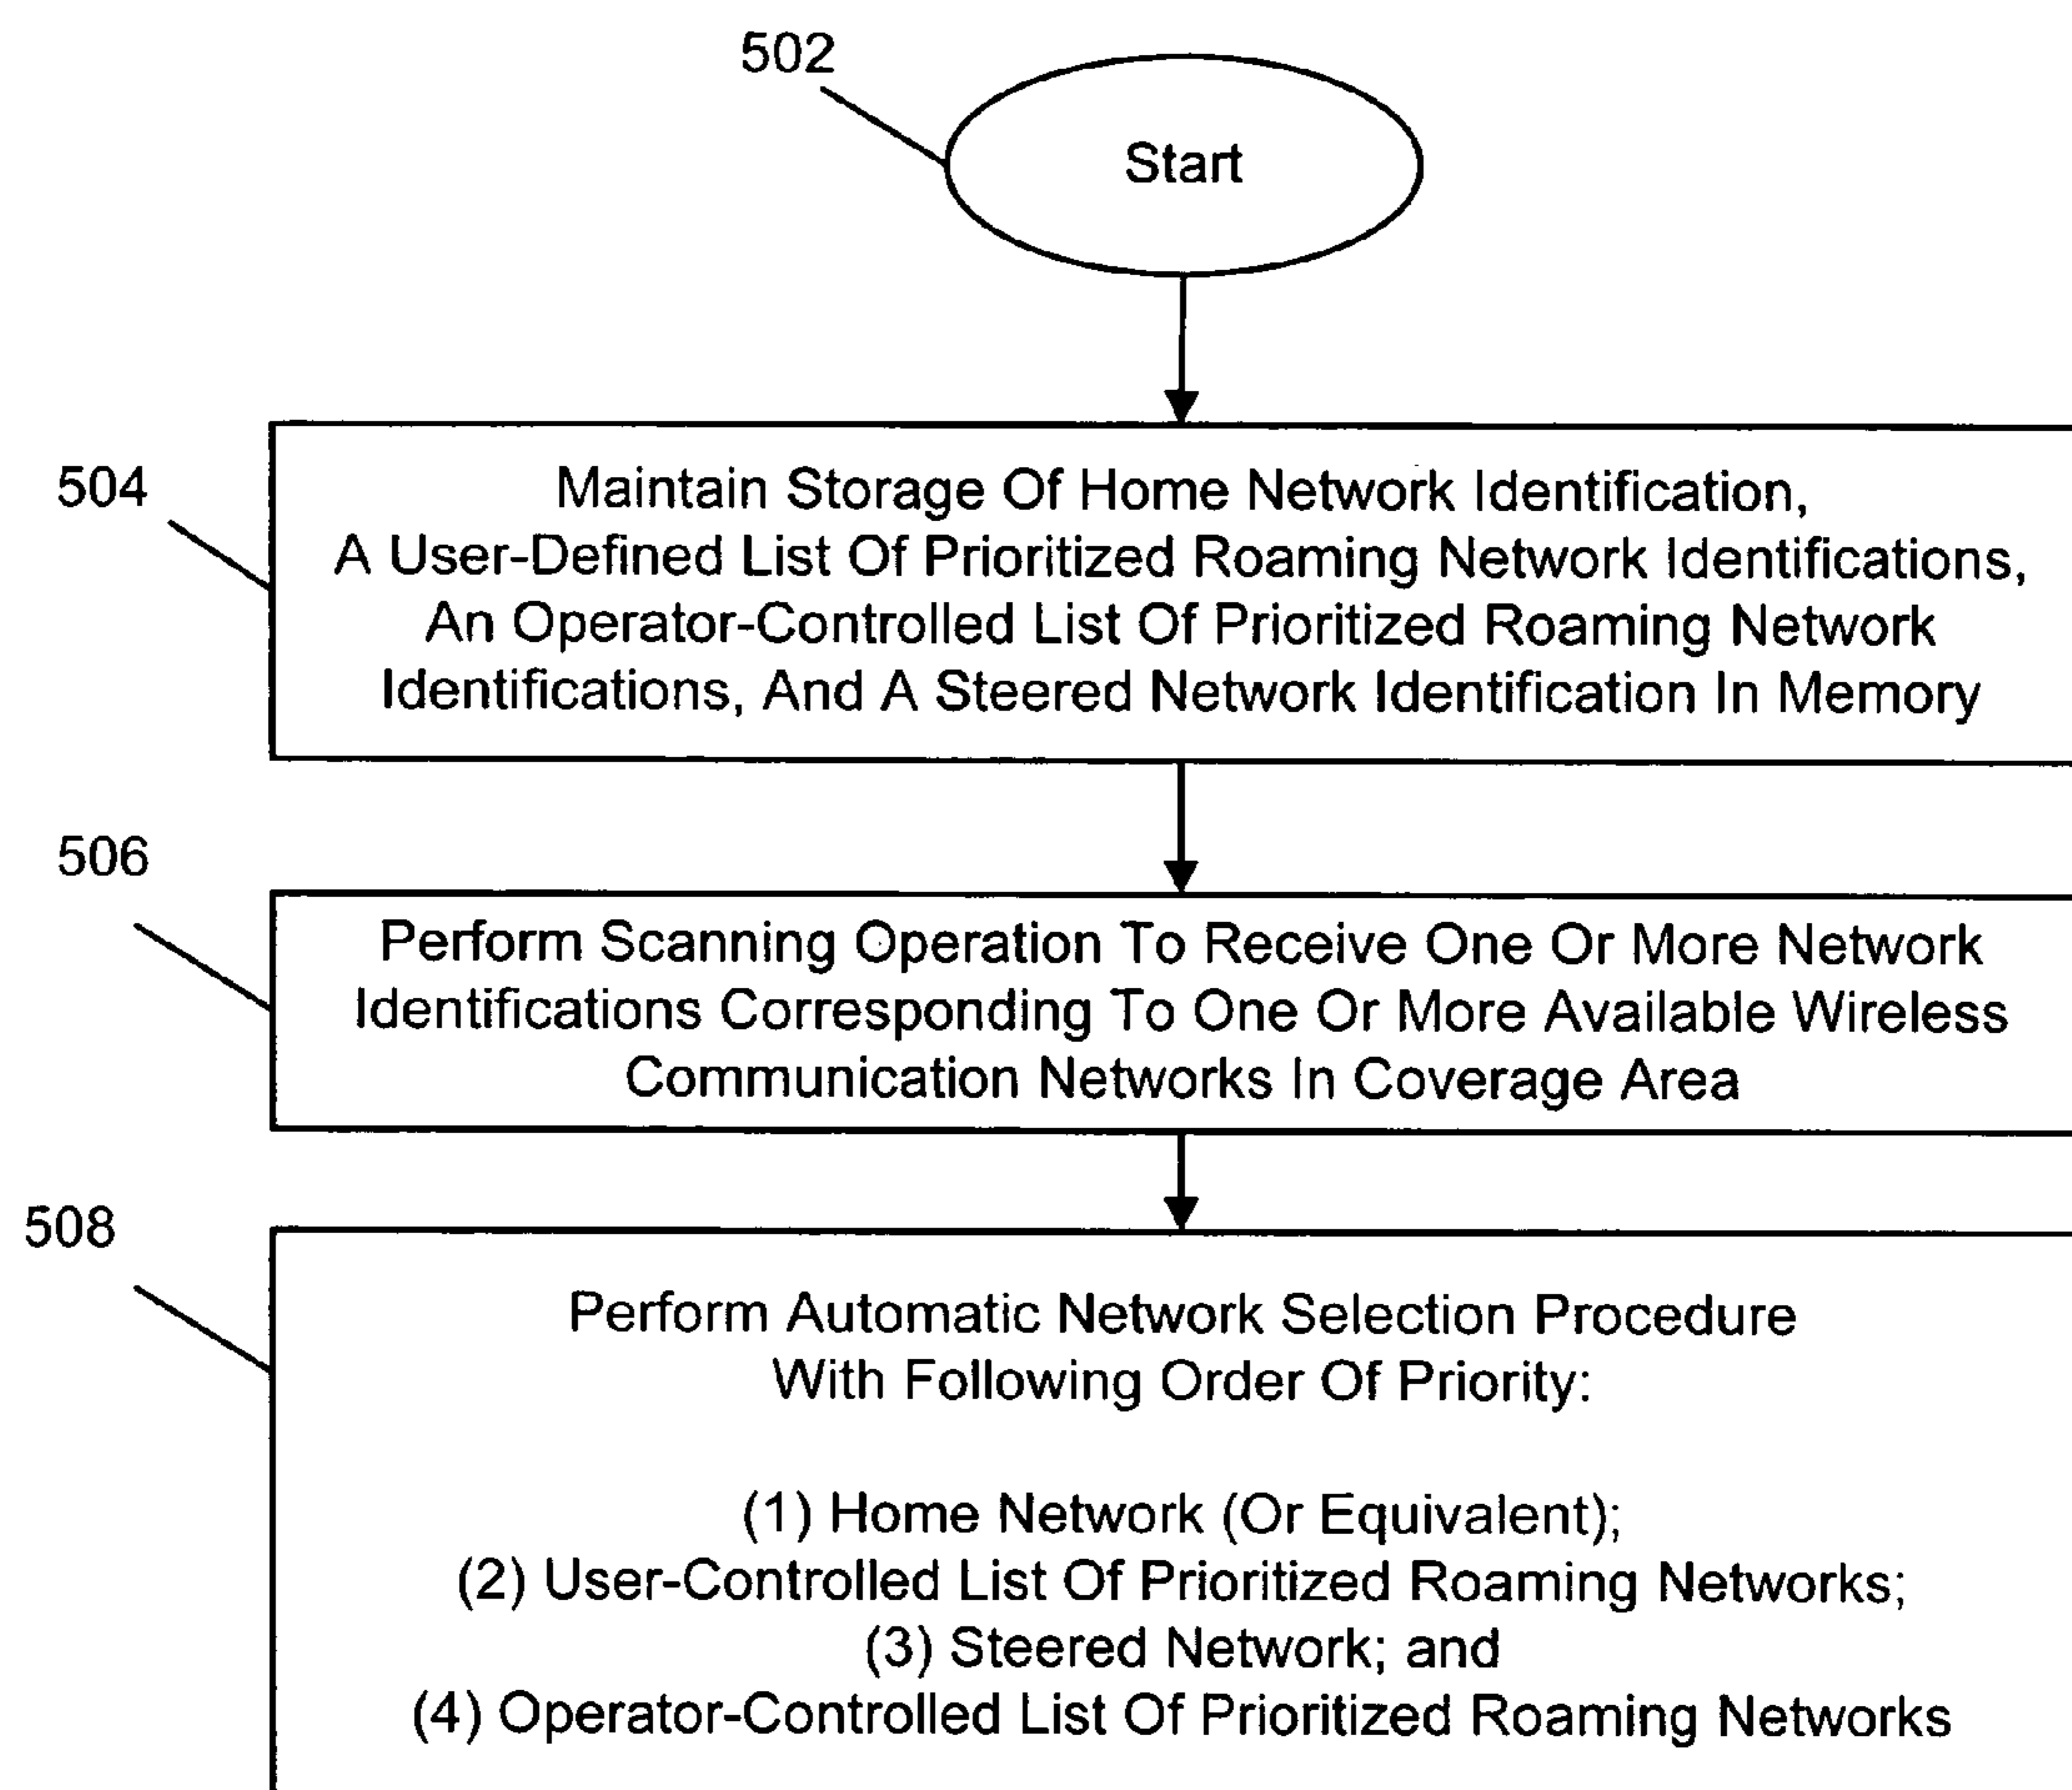 502
Start
504
Maintain Storage Of Home Network Identification,
A User-Defined List Of Prioritized Roaming Network Identifications,
An Operator-Controlled List Of Prioritized Roaming Network
Identifications, And A Steered Network Identification In Memory
506
Perform Scanning Operation To Receive One Or More Network
Identifications Corresponding To One Or More Available Wireless
Communication Networks In Coverage Area
508
Perform Automatic Network Selection Procedure
With Following Order Of Priority:
(1) Home Network (Or Equivalent);
(2) User-Controlled List Of Prioritized Roaming Networks;
(3) Steered Network; and
(4) Operator-Controlled List Of Prioritized Roaming Networks